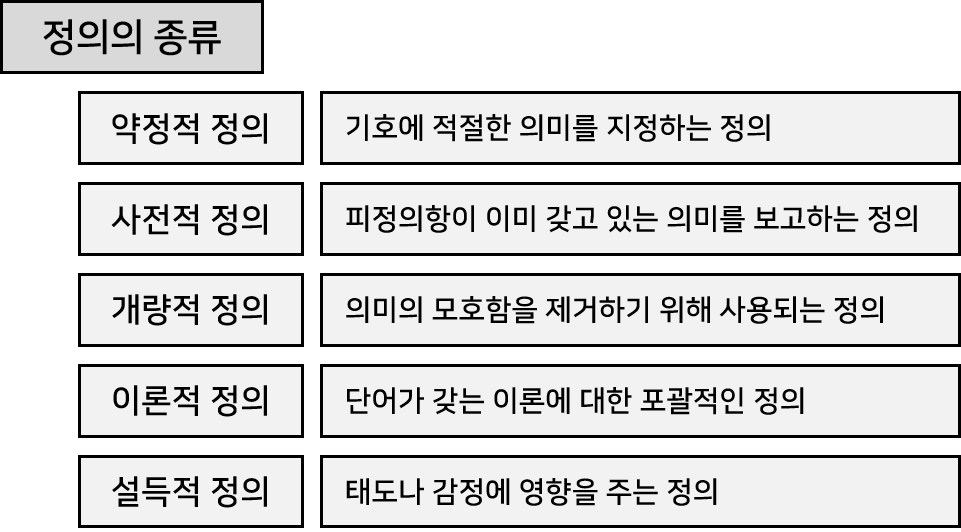 정의의 종류
약정적 정의
기호에 적절한 의미를 지정하는 정의
사전적 정의
피정의항이 이미 갖고 있는 의미를 보고하는 정의
개량적 정의
의미의 모호함을 제거하기 위해 사용되는 정의
이론적 정의
단어가 갖는 이론에 대한 포괄적인 정의
설득적 정의
태도나 감정에 영향을 주는 정의